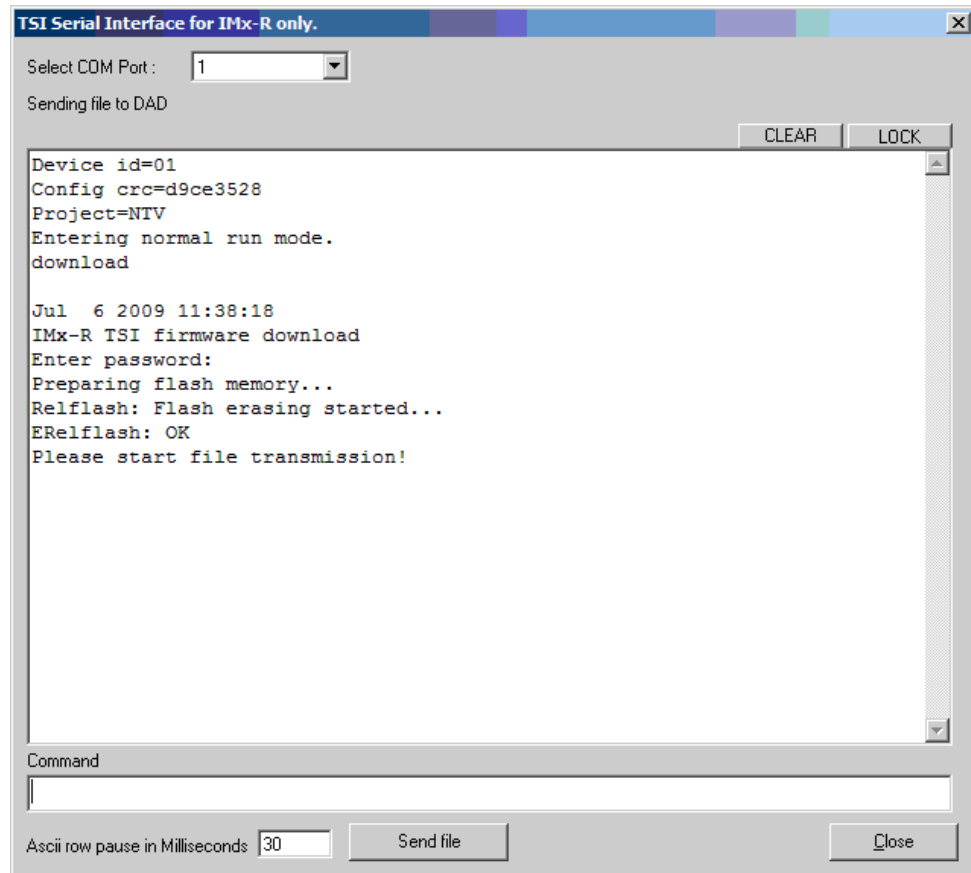 TSI Serial Interface for IMx-R only.
Select COM Port : 1
Sending file to DAD
CLEAR LOCK
Device id=01
Config crc=d9ce3528
Project=NTV
Entering normal run mode.
download
Jul  6 2009 11:38:18
IMx-R TSI firmware download
Enter password:
Preparing flash memory...
Relflash: Flash erasing started...
ERelflash: OK
Please start file transmission!
Command
Ascii row pause in Milliseconds 30 Send file Close